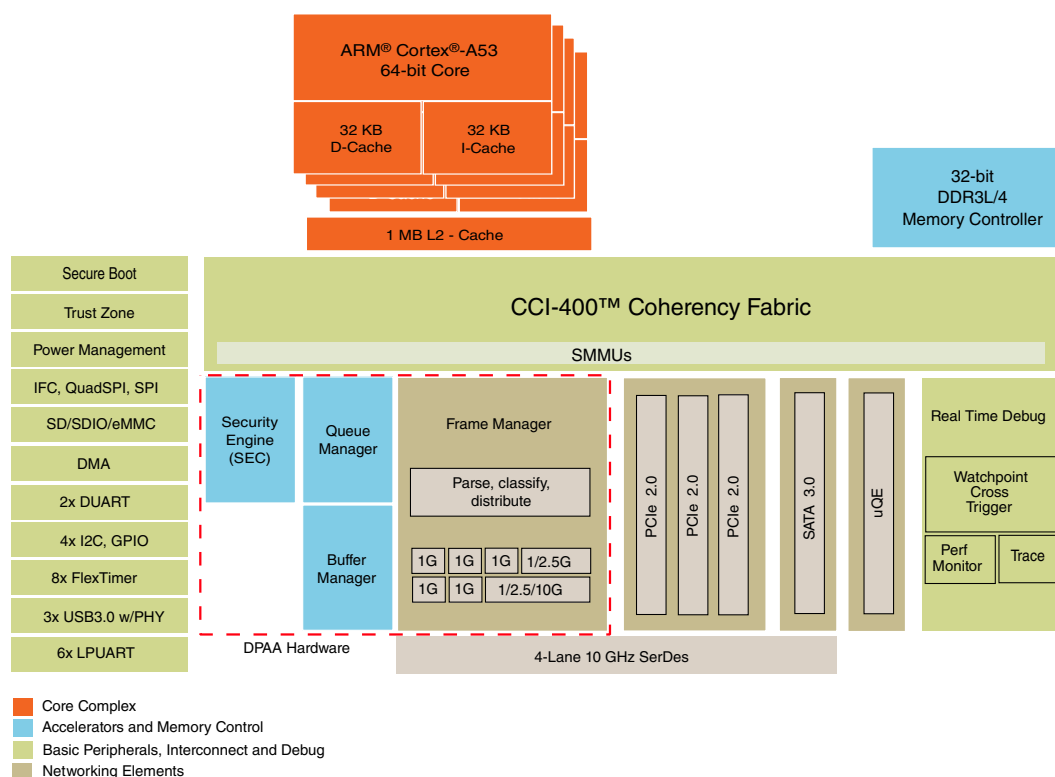 ARM® Cortex®-A53
64-bit Core
32 KB
D-Cache
32 KB
I-Cache
1 MB L2 - Cache
32-bit
DDR3L/4
Memory Controller
Secure Boot
Trust Zone
Power Management
IFC, QuadSPI, SPI
SD/SDIO/eMMC
DMA
2x DUART
4x I2C, GPIO
8x FlexTimer
3x USB3.0 w/PHY
6x LPUART
CCI-400™ Coherency Fabric
SMMUs
Security
Engine
(SEC)
Queue
Manager
Buffer
Manager
Frame Manager
Parse, classify,
distribute
1G
1G
1G
1/2.5G
1G
1G
1/2.5/10G
DPAA Hardware
PCIe 2.0
PCIe 2.0
PCIe 2.0
SATA 3.0
uQE
Real Time Debug
Watchpoint
Cross
Trigger
Perf
Monitor
Trace
4-Lane 10 GHz SerDes
Core Complex
Accelerators and Memory Control
Basic Peripherals, Interconnect and Debug
Networking Elements